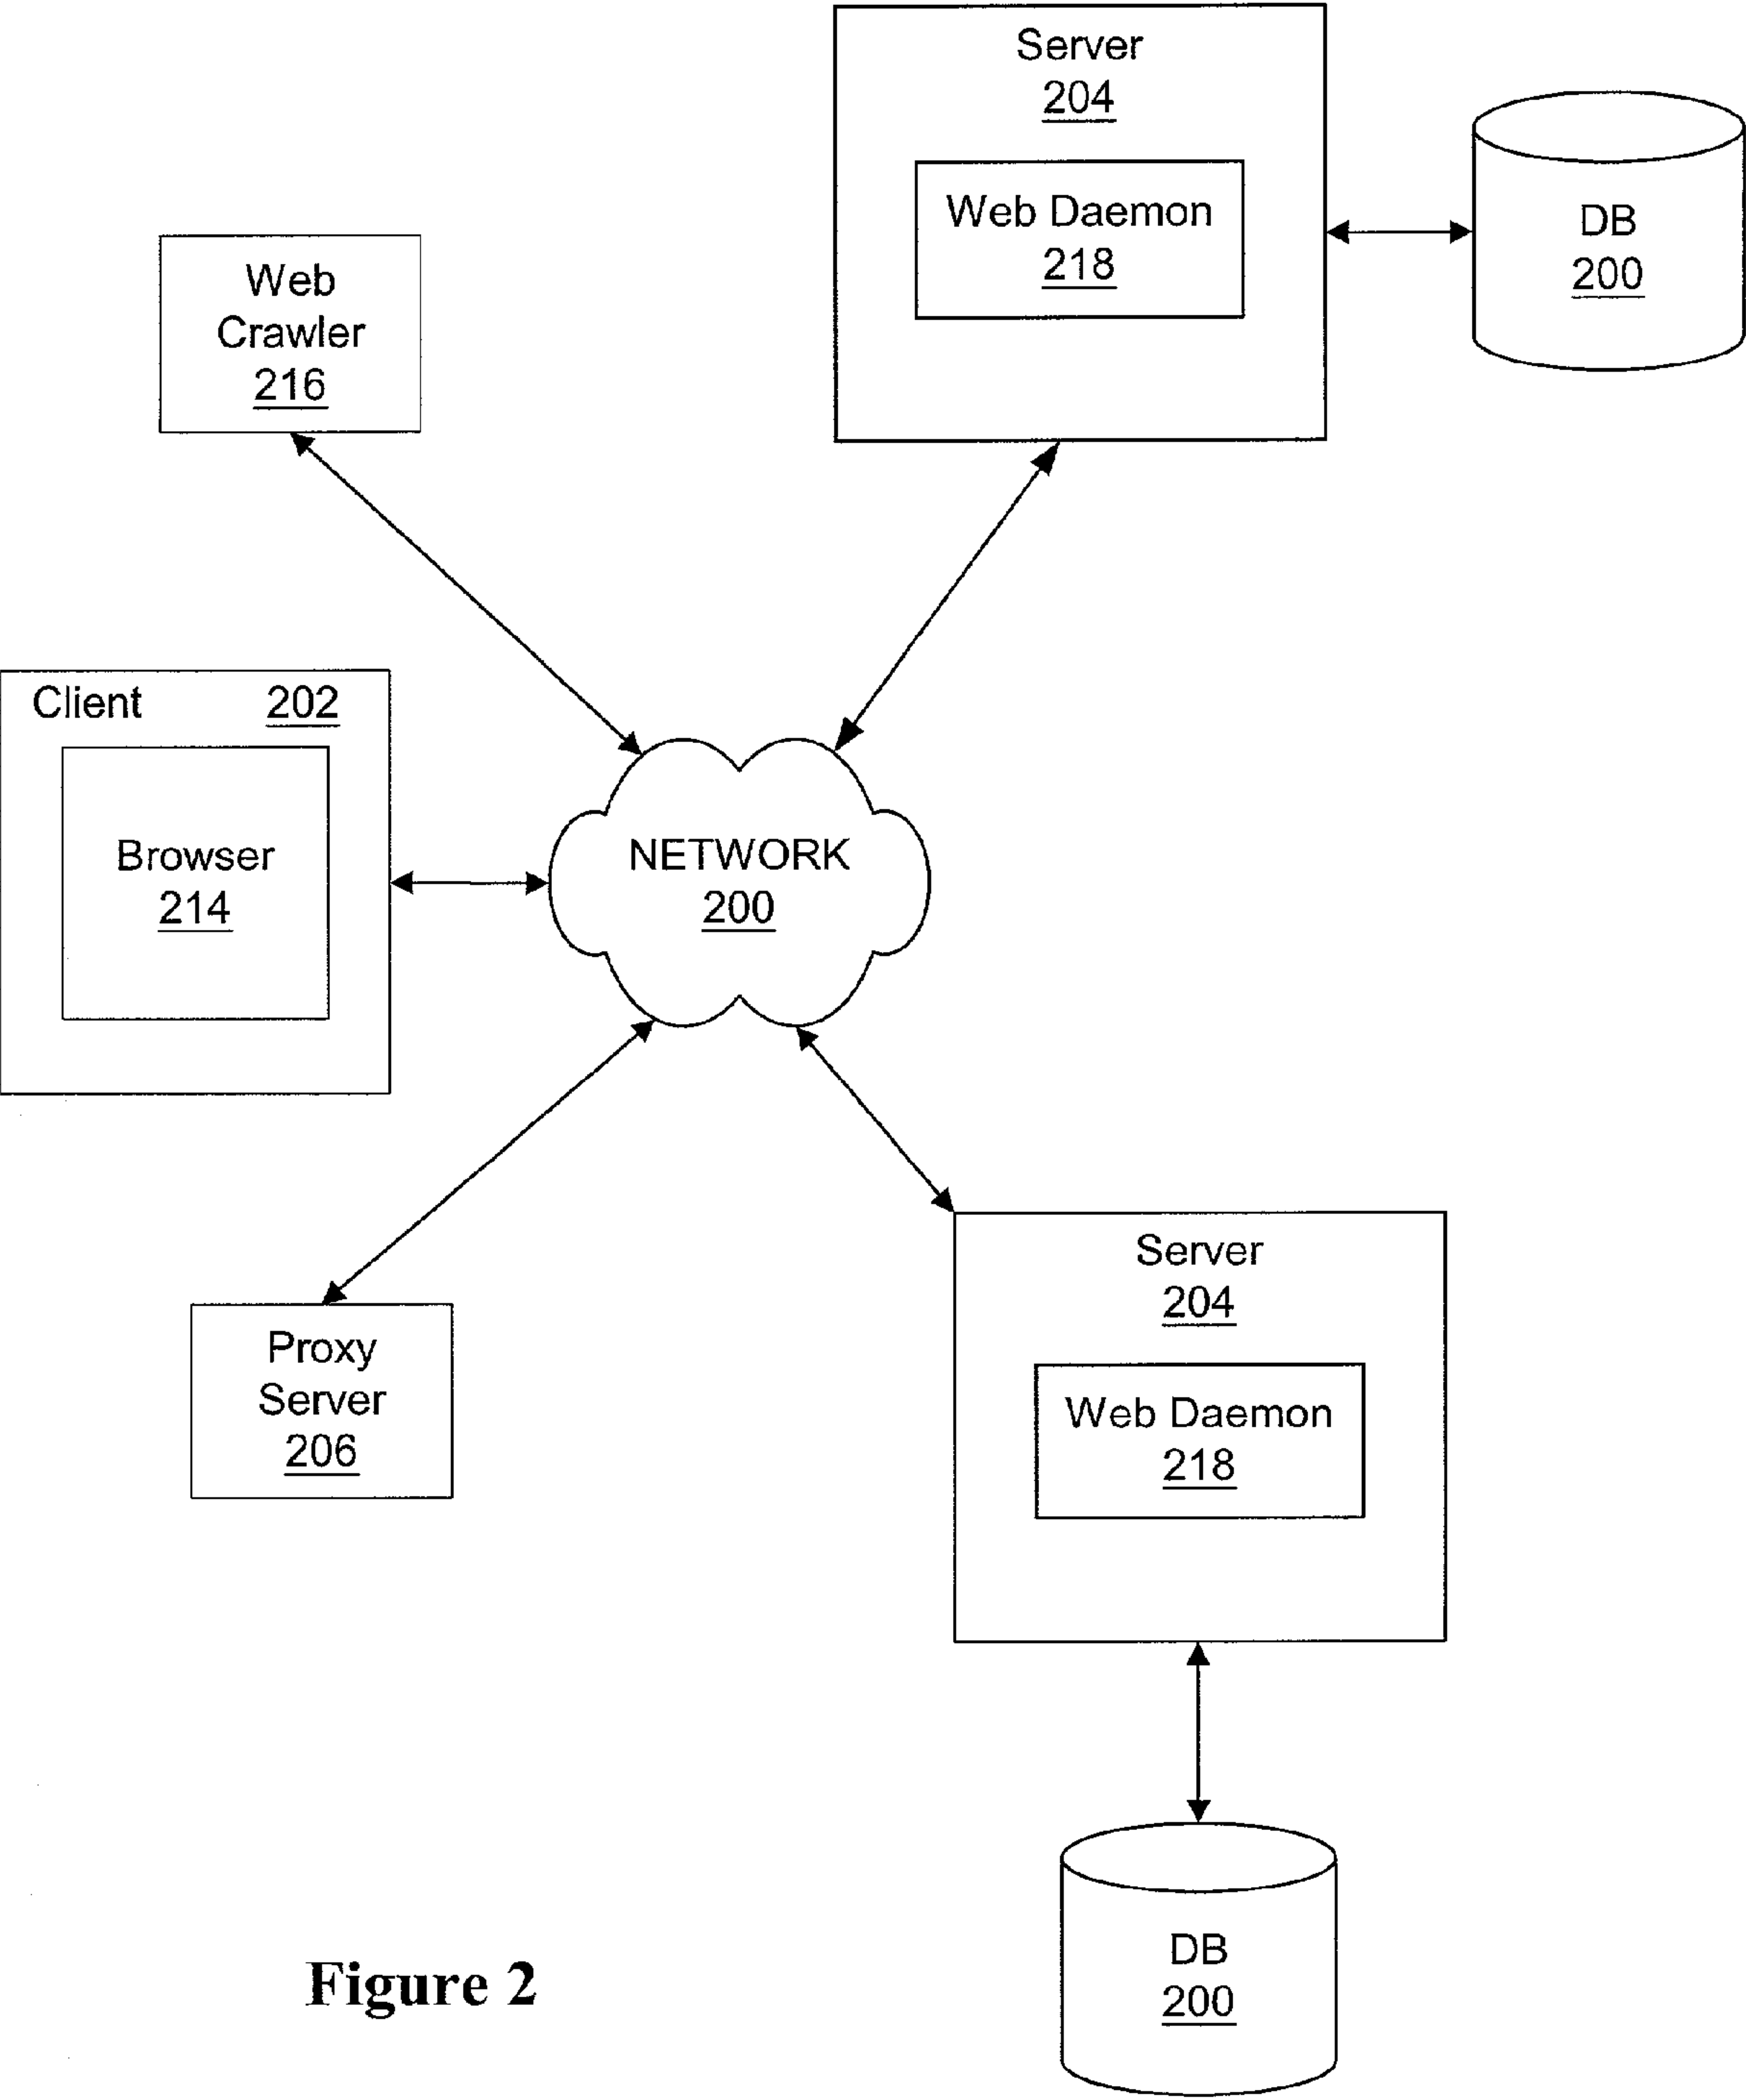 Server
204
Web Daemon
218
DB
200
Web
Crawler
216
Client 202
Browser
214
NETWORK
200
Proxy
Server
206
Server
204
Web Daemon
218
DB
200
Figure 2